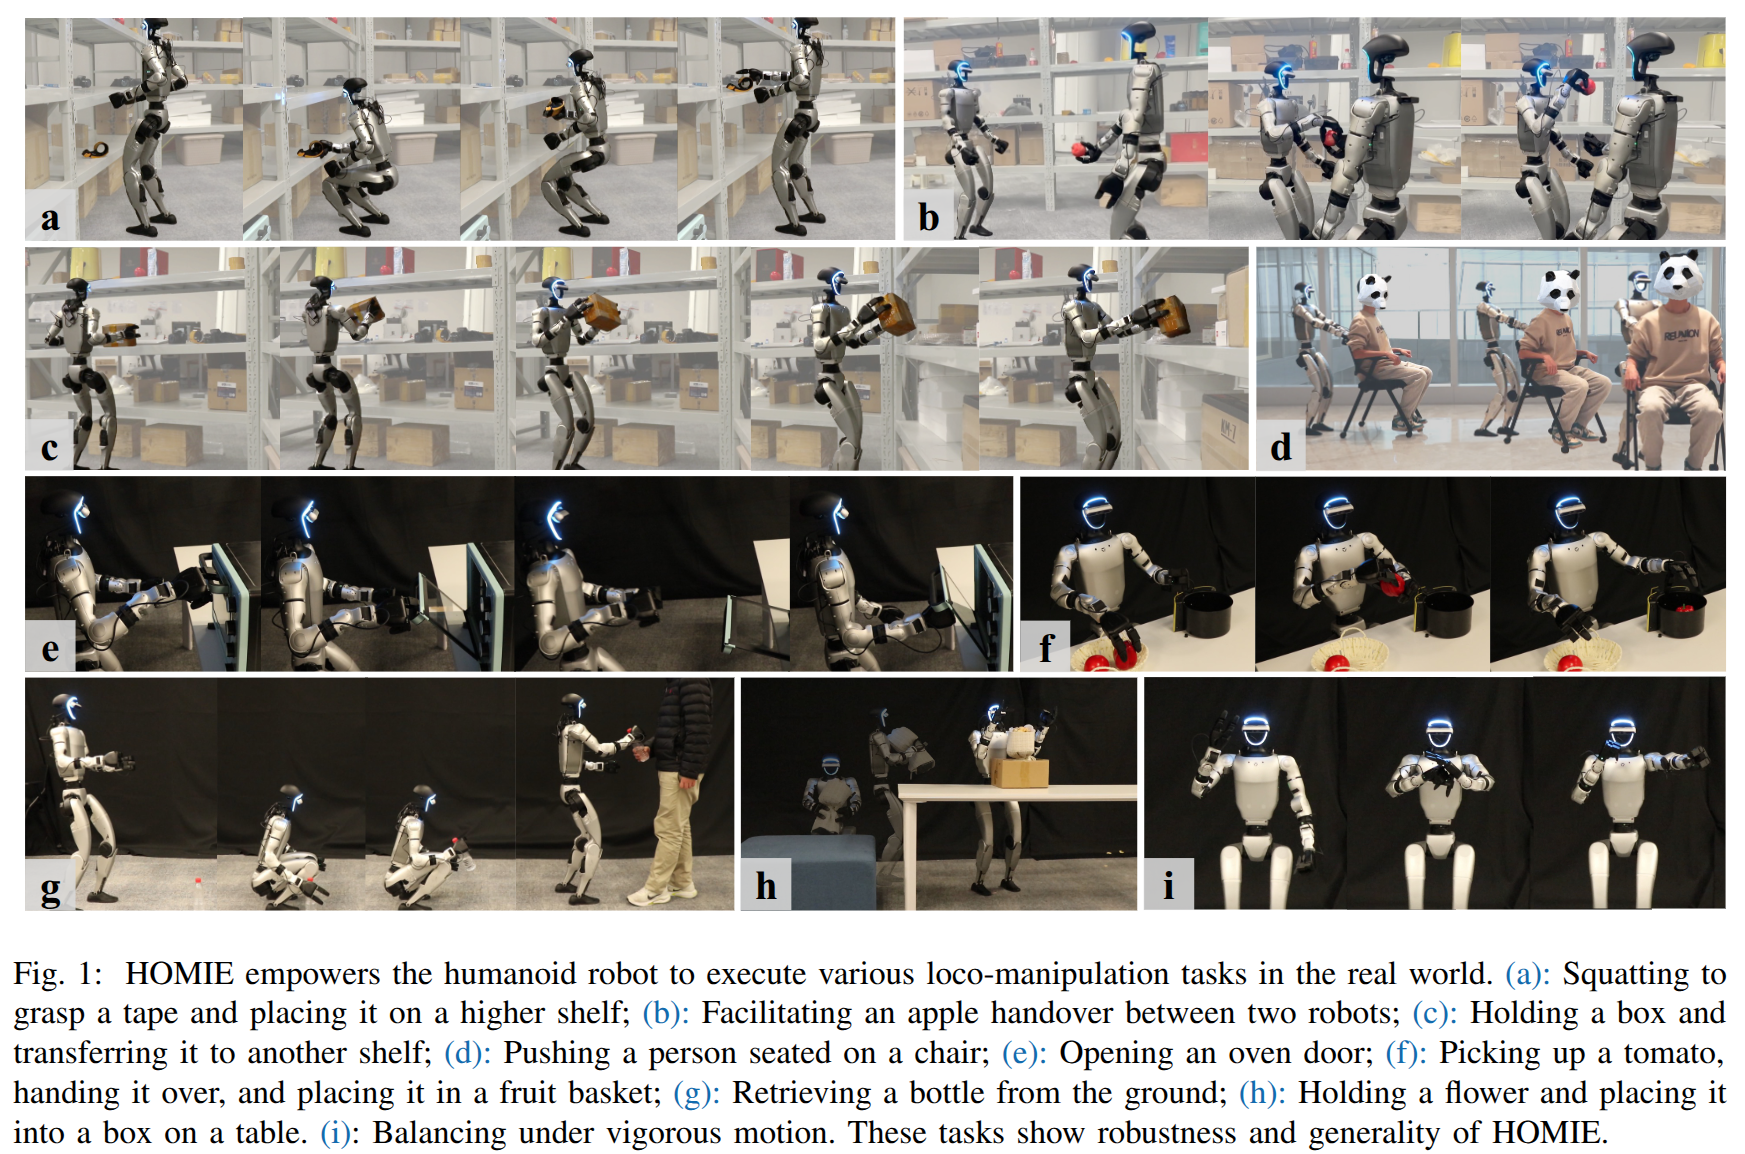 a
b
c
REUNION
KM-7
d
e
f
g
h
i
Fig. 1: HOMIE empowers the humanoid robot to execute various loco-manipulation tasks in the real world. (a): Squatting to
grasp a tape and placing it on a higher shelf; (b): Facilitating an apple handover between two robots; (c): Holding a box and
transferring it to another shelf; (d): Pushing a person seated on a chair; (e): Opening an oven door; (f): Picking up a tomato,
handing it over, and placing it in a fruit basket; (g): Retrieving a bottle from the ground; (h): Holding a flower and placing it
into a box on a table. (i): Balancing under vigorous motion. These tasks show robustness and generality of HOMIE.